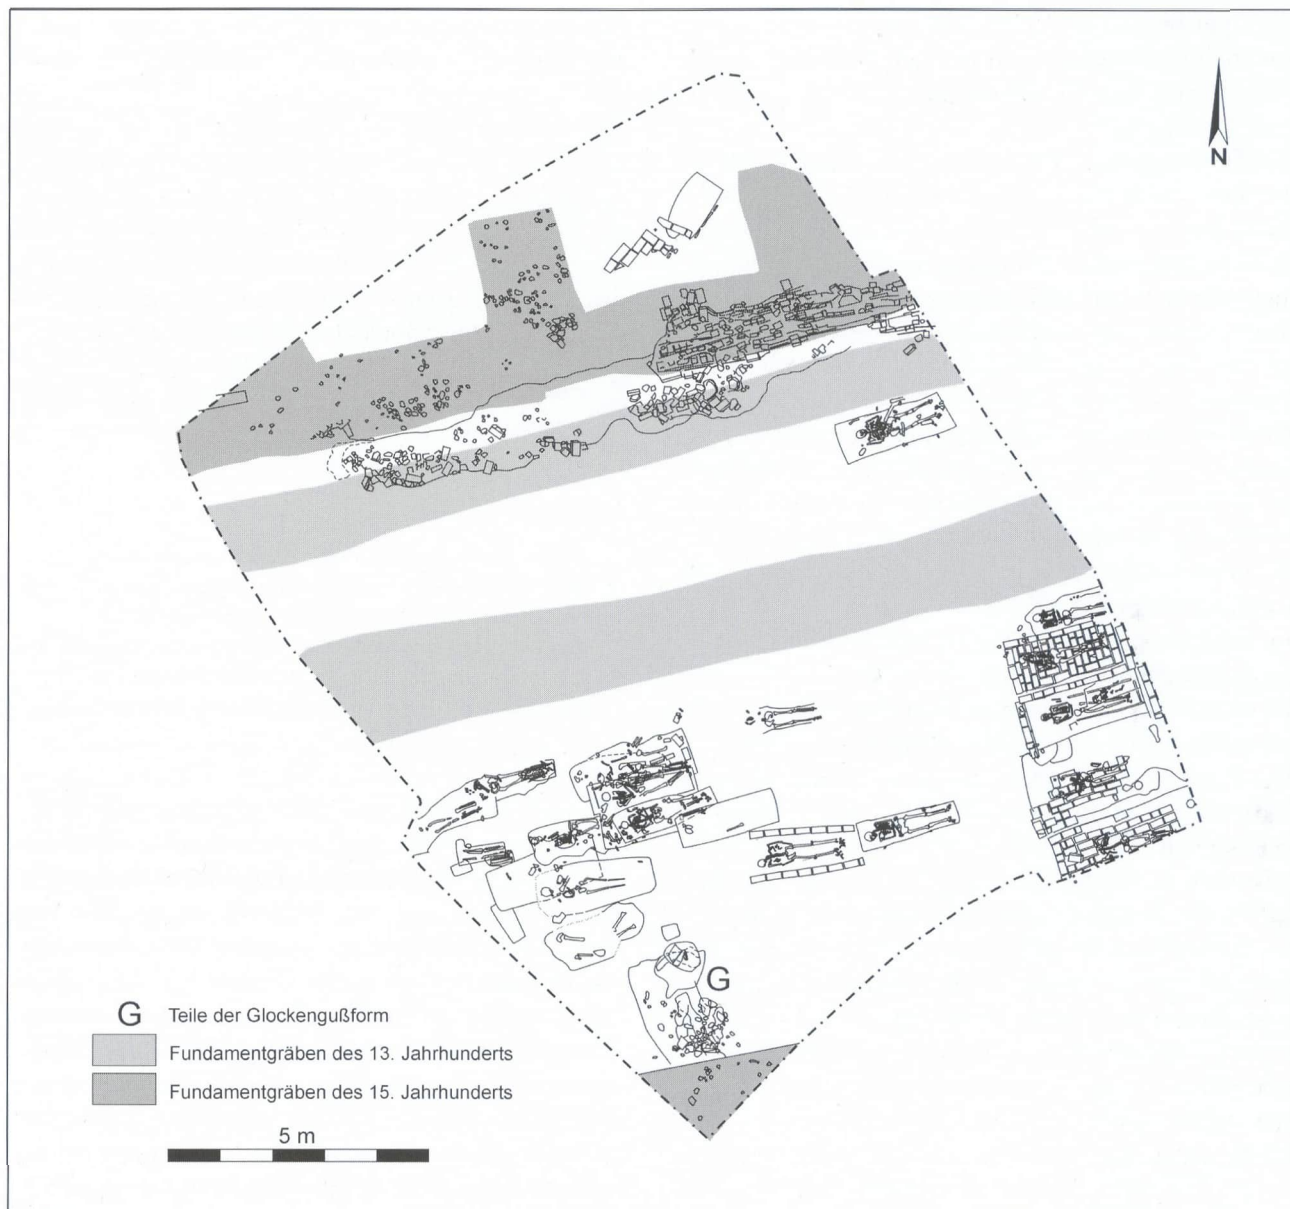 N
G
G Teile der Glockengußform
Fundamentgräben des 13. Jahrhunderts
Fundamentgräben des 15. Jahrhunderts
5 m